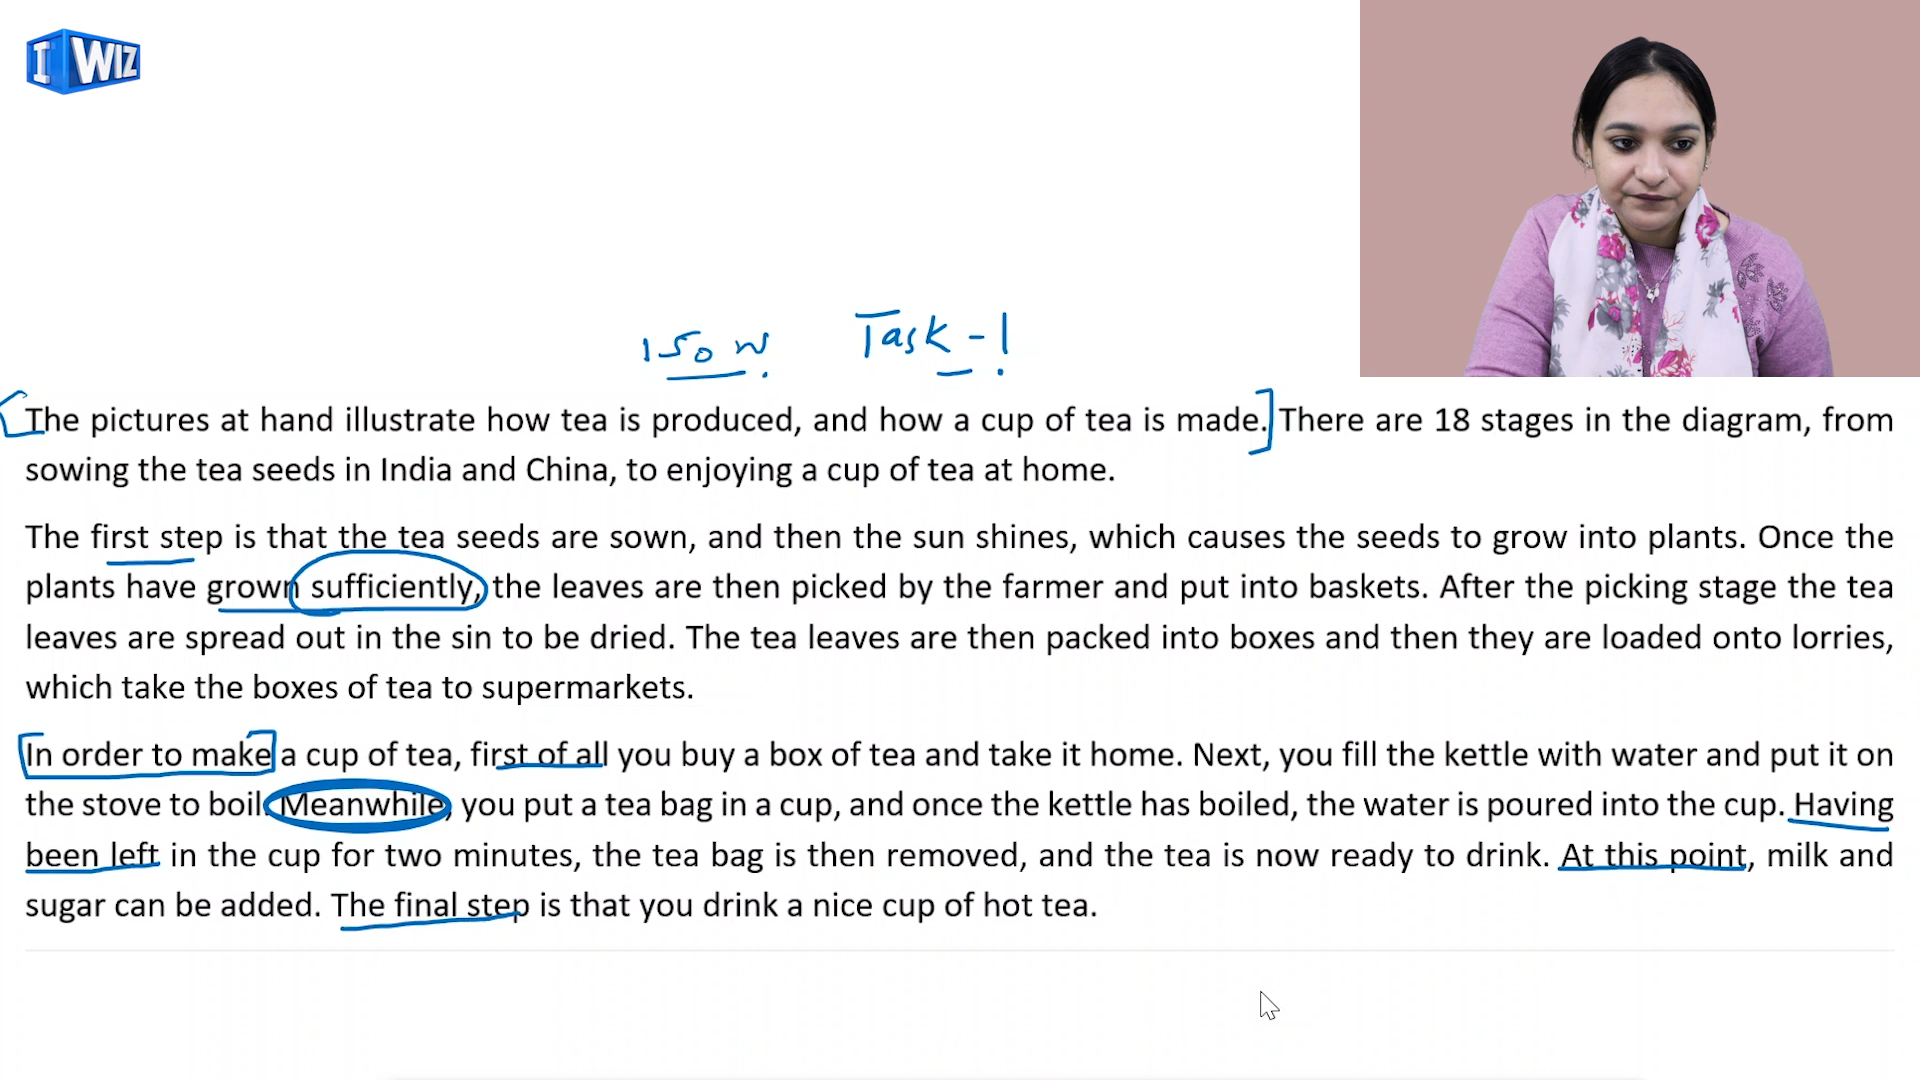 I WIZ
150 w Task - 1
The pictures at hand illustrate how tea is produced, and how a cup of tea is made. There are 18 stages in the diagram, from
sowing the tea seeds in India and China, to enjoying a cup of tea at home.
The first step is that the tea seeds are sown, and then the sun shines, which causes the seeds to grow into plants. Once the
plants have grown sufficiently, the leaves are then picked by the farmer and put into baskets. After the picking stage the tea
leaves are spread out in the sin to be dried. The tea leaves are then packed into boxes and then they are loaded onto lorries,
which take the boxes of tea to supermarkets.
In order to make a cup of tea, first of all you buy a box of tea and take it home. Next, you fill the kettle with water and put it on
the stove to boil. Meanwhile, you put a tea bag in a cup, and once the kettle has boiled, the water is poured into the cup. Having
been left in the cup for two minutes, the tea bag is then removed, and the tea is now ready to drink. At this point, milk and
sugar can be added. The final step is that you drink a nice cup of hot tea.